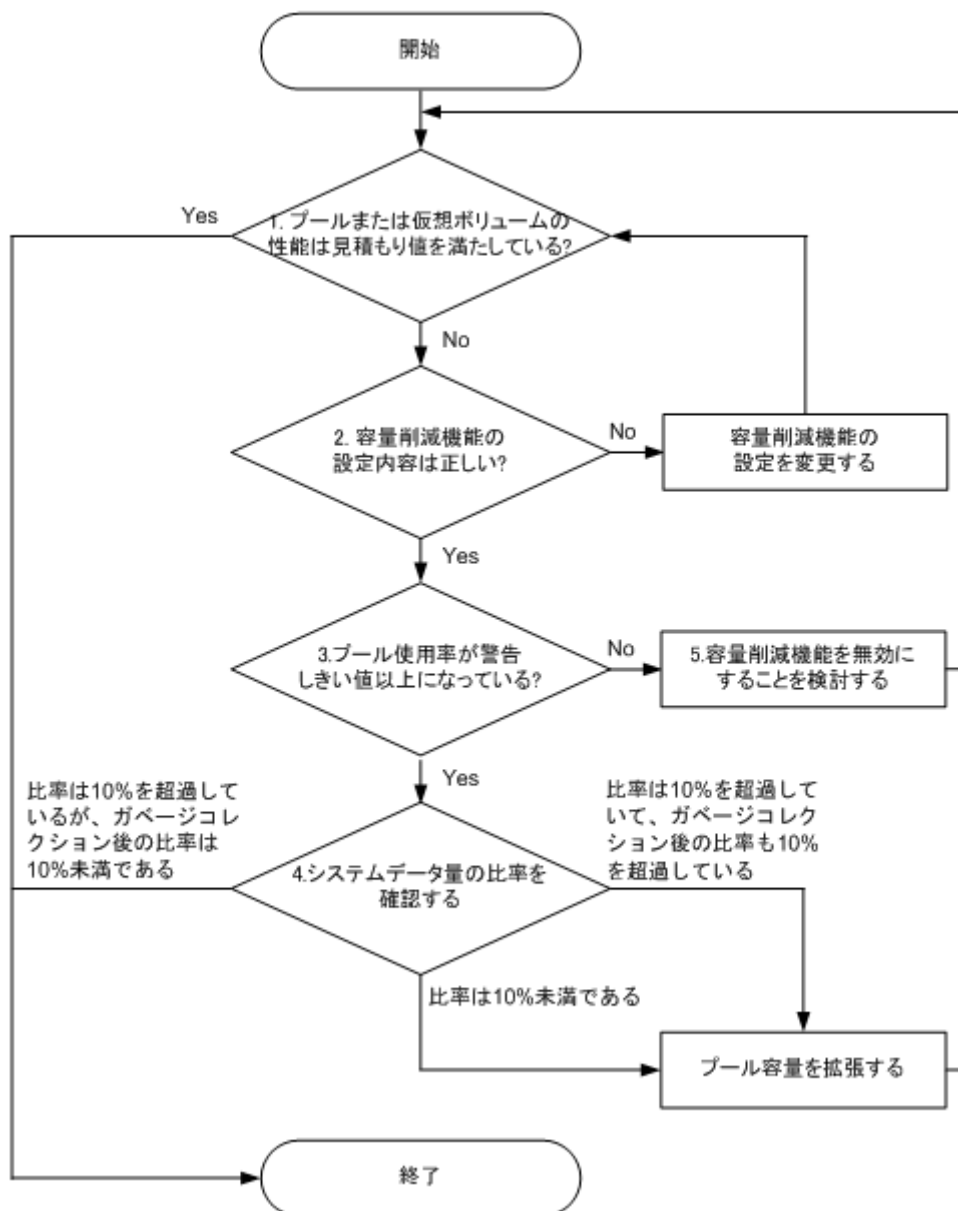 開始
Yes
1. プールまたは仮想ボリュームの
性能は見積もり値を満たしている?
No
2. 容量削減機能の
設定内容は正しい?
No
容量削減機能の
設定を変更する
Yes
3.プール使用率が警告
しきい値以上になっている?
No
5.容量削減機能を無効に
することを検討する
Yes
比率は10%を超過して
いるが、ガベージコレ
クション後の比率は
10%未満である
4.システムデータ量の比率を
確認する
比率は10%を超過して
いて、ガベージコレク
ション後の比率も10%
を超過している
比率は10%未満である
プール容量を拡張する
終了